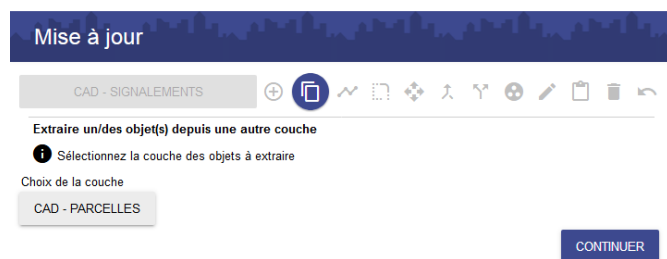 Mise à jour
CAD - SIGNALEMENTS
Extraire un/des objet(s) depuis une autre couche
Sélectionnez la couche des objets à extraire
Choix de la couche
CAD - PARCELLES
CONTINUER